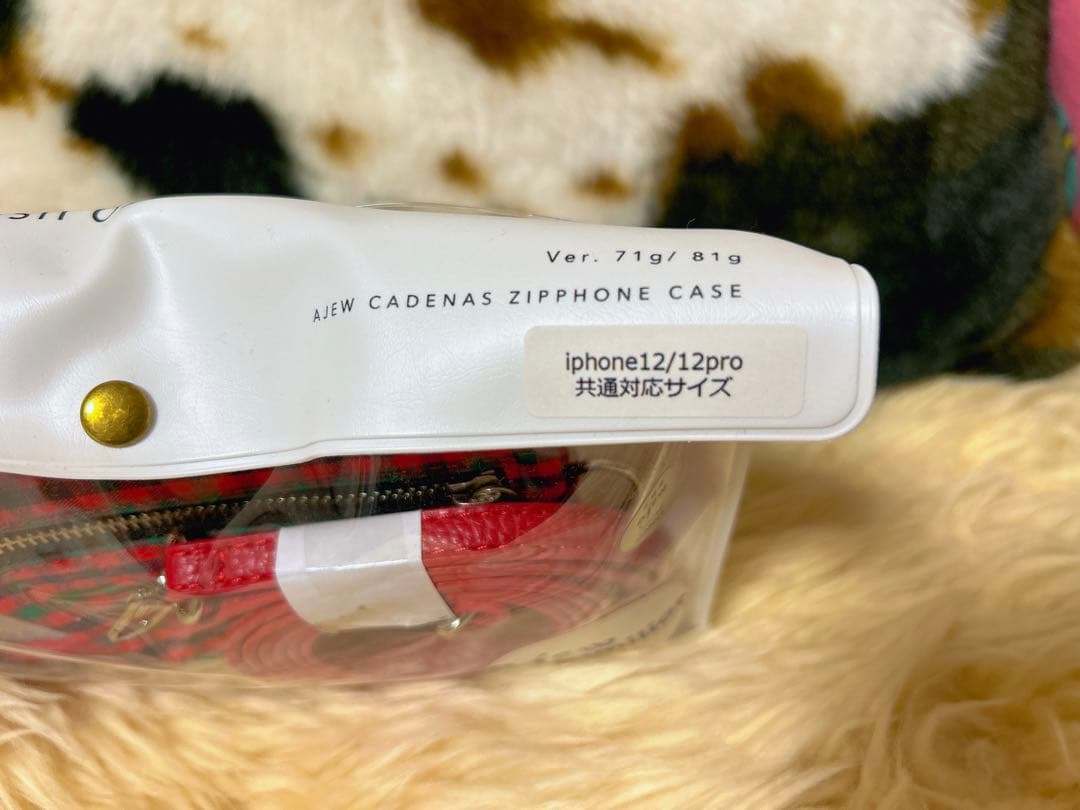 Ver. 71g/ 81g
AJEW CADENAS ZIPPHONE CASE
iphone12/12pro
共通対応サイズ